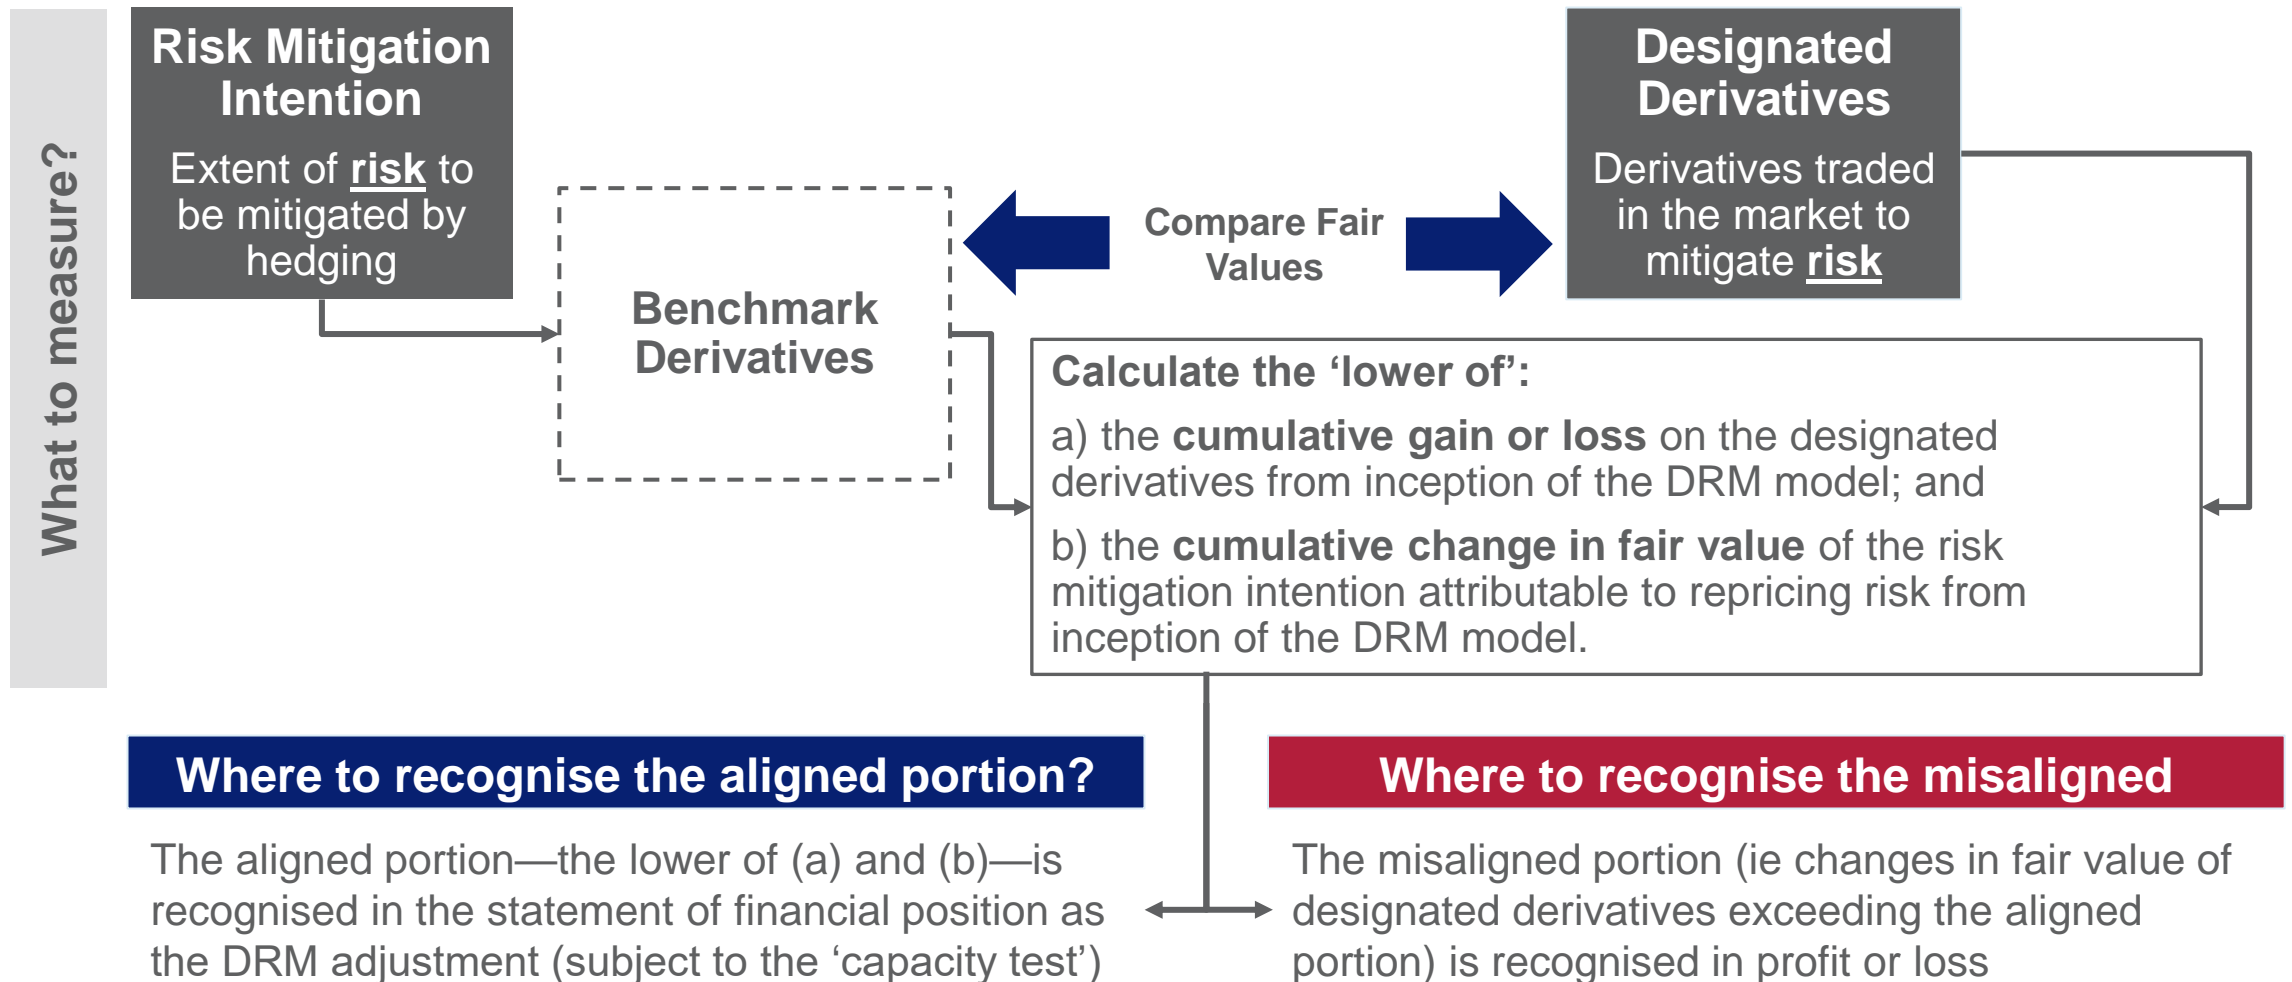 What to measure?
Risk Mitigation
Intention
Extent of risk to
be mitigated by
hedging
Benchmark
Derivatives
Compare Fair
Values
Designated
Derivatives
Derivatives traded
in the market to
mitigate risk
Calculate the ‘lower of’:
a) the cumulative gain or loss on the designated
derivatives from inception of the DRM model; and
b) the cumulative change in fair value of the risk
mitigation intention attributable to repricing risk from
inception of the DRM model.
Where to recognise the aligned portion?
The aligned portion—the lower of (a) and (b)—is
recognised in the statement of financial position as
the DRM adjustment (subject to the ‘capacity test’)
Where to recognise the misaligned
The misaligned portion (ie changes in fair value of
designated derivatives exceeding the aligned
portion) is recognised in profit or loss